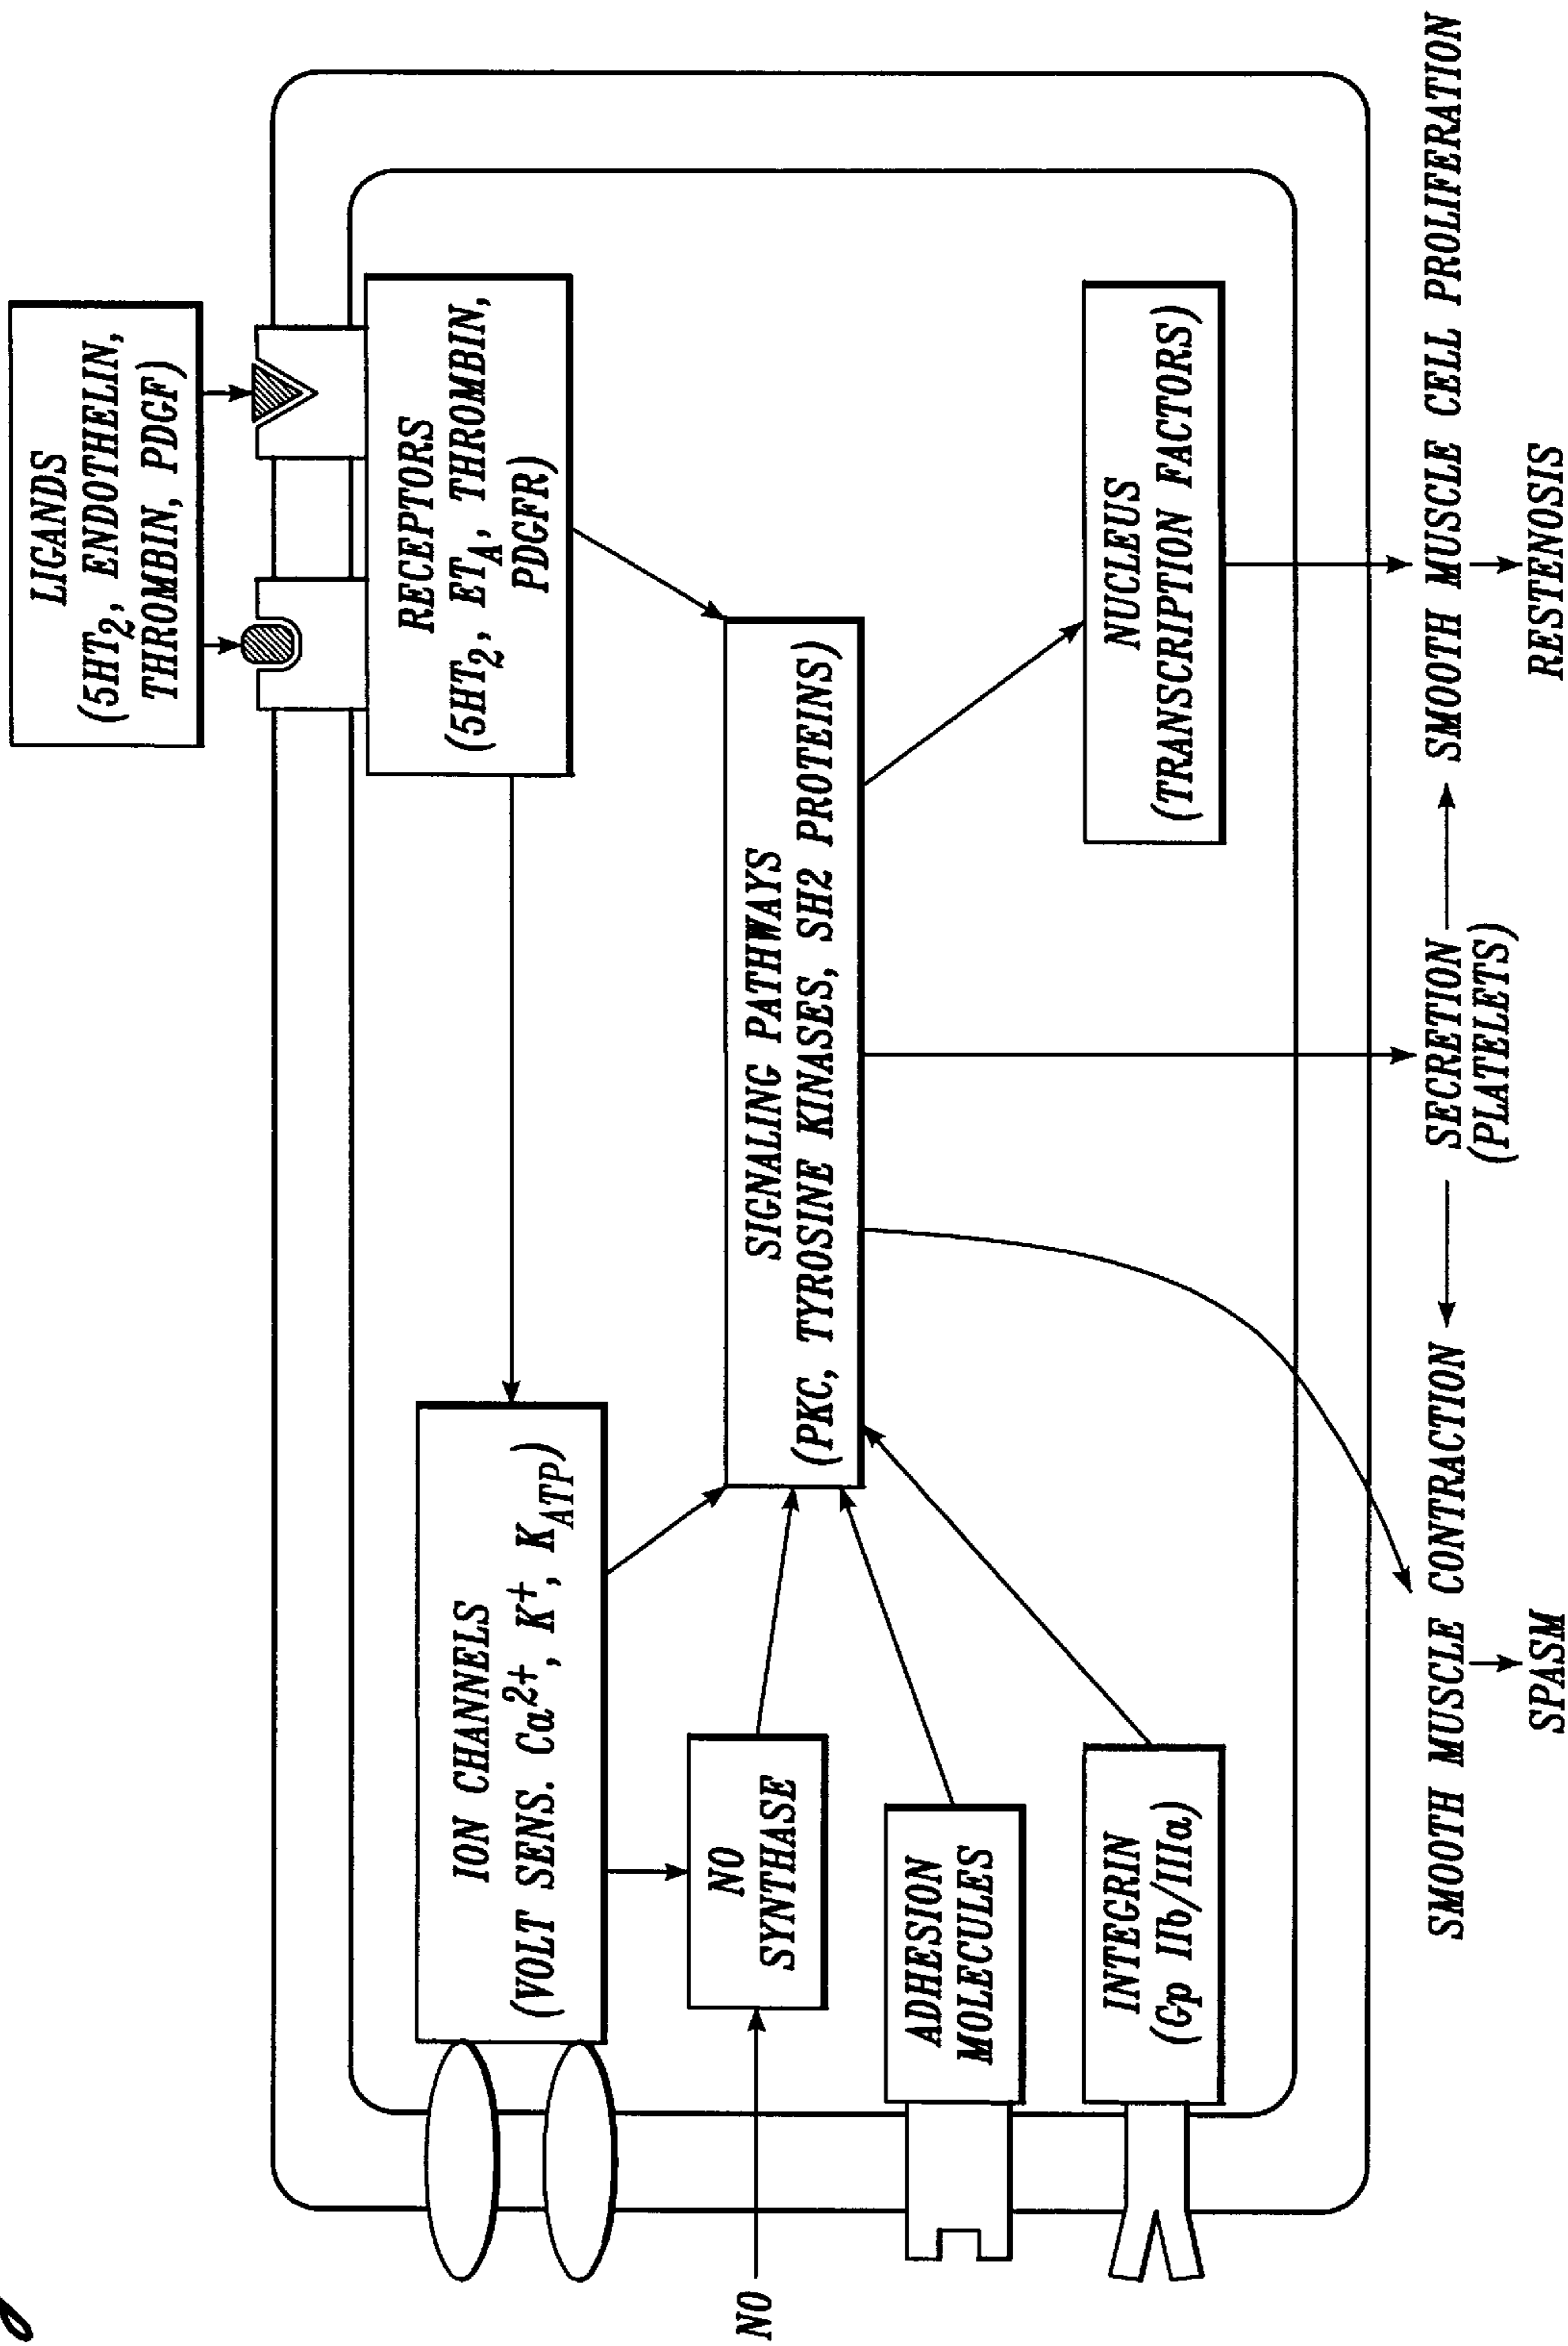 LIGANDS
(5HT2, ENDOTHELIN,
THROMBIN, PDGF)
ION CHANNELS
(VOLT SENS. Ca2+, K+, KATP)
RECEPTORS
(5HT2, ETA, THROMBIN,
PDGFR)
NO
NO
SYNTHASE
SIGNALING PATHWAYS
(PKC, TYROSINE KINASES, SH2 PROTEINS)
ADHESION
MOLECULES
INTEGRIN
(Gp IIb/IIIa)
NUCLEUS
(TRANSCRIPTION FACTORS)
SMOOTH MUSCLE CONTRACTION
SECRETION
(PLATELETS)
SMOOTH MUSCLE CELL PROLIFERATION
SPASM
RESTENOSIS